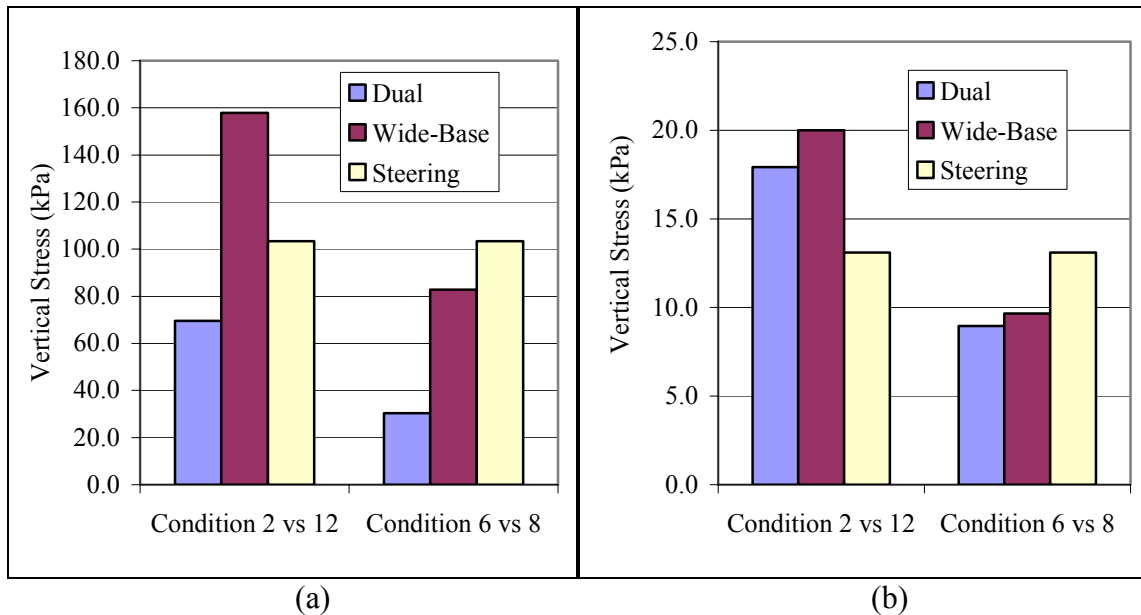 180.0
160.0
140.0
120.0
100.0
80.0
60.0
40.0
20.0
0.0
Vertical Stress (kPa)
Dual
Wide-Base
Steering
Condition 2 vs 12
Condition 6 vs 8
(a)
25.0
20.0
15.0
10.0
5.0
0.0
Vertical Stress (kPa)
Dual
Wide-Base
Steering
Condition 2 vs 12
Condition 6 vs 8
(b)